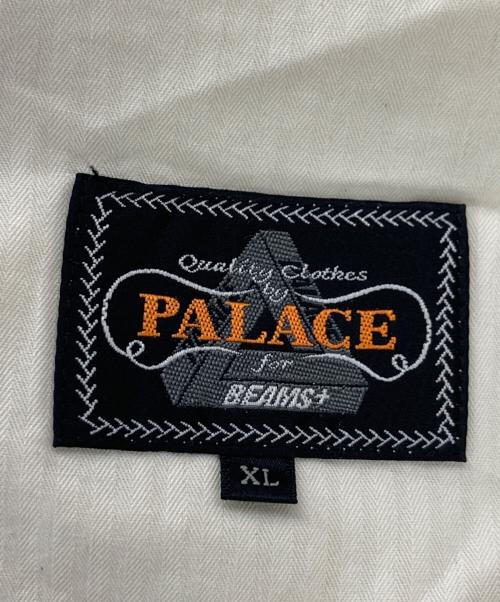 Quality Clothes
by
PALACE
for
BEAMS+
XL